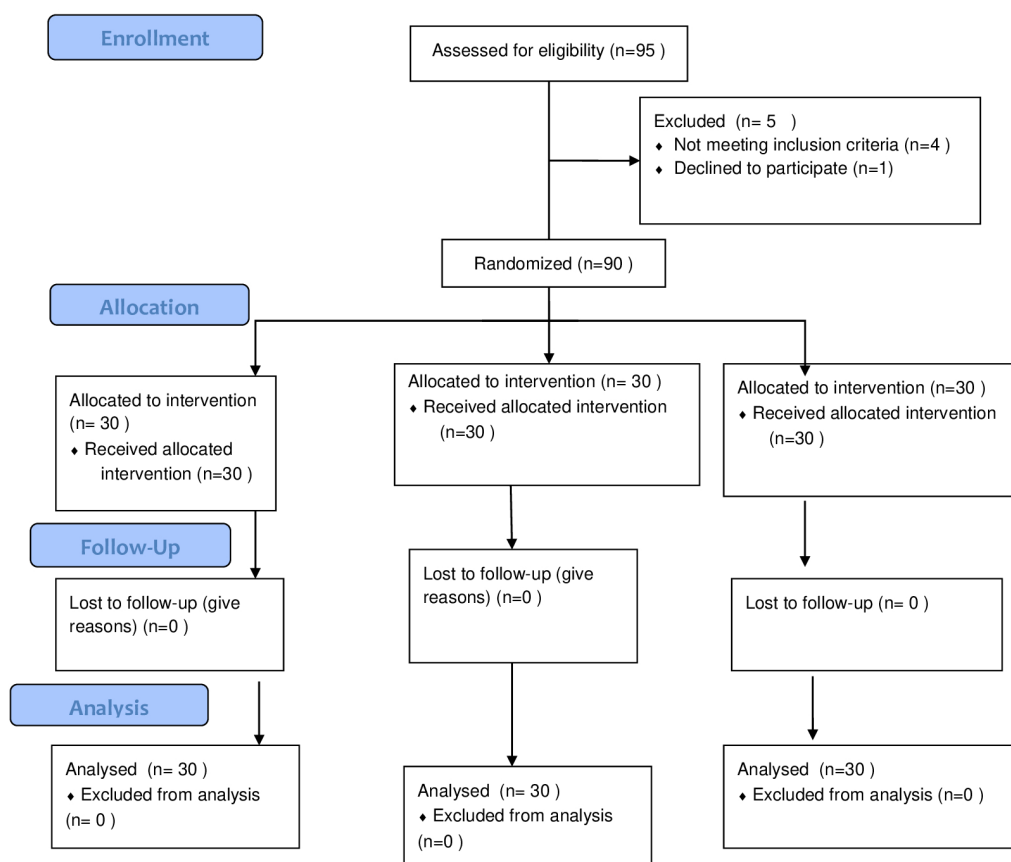 Enrollment
Assessed for eligibility (n=95 )
Excluded (n= 5 )
♦ Not meeting inclusion criteria (n=4 )
♦ Declined to participate (n=1)
Randomized (n=90 )
Allocation
Allocated to intervention
(n= 30 )
♦ Received allocated
intervention (n=30 )
Allocated to intervention (n= 30 )
♦ Received allocated intervention
(n=30 )
Allocated to intervention (n=30 )
♦ Received allocated intervention
(n=30 )
Follow-Up
Lost to follow-up (give
reasons) (n=0 )
Lost to follow-up (give
reasons) (n=0 )
Lost to follow-up (n= 0 )
Analysis
Analysed (n= 30 )
♦ Excluded from analysis
(n= 0 )
Analysed (n= 30 )
♦ Excluded from analysis
(n=0 )
Analysed (n=30 )
♦ Excluded from analysis (n=0 )